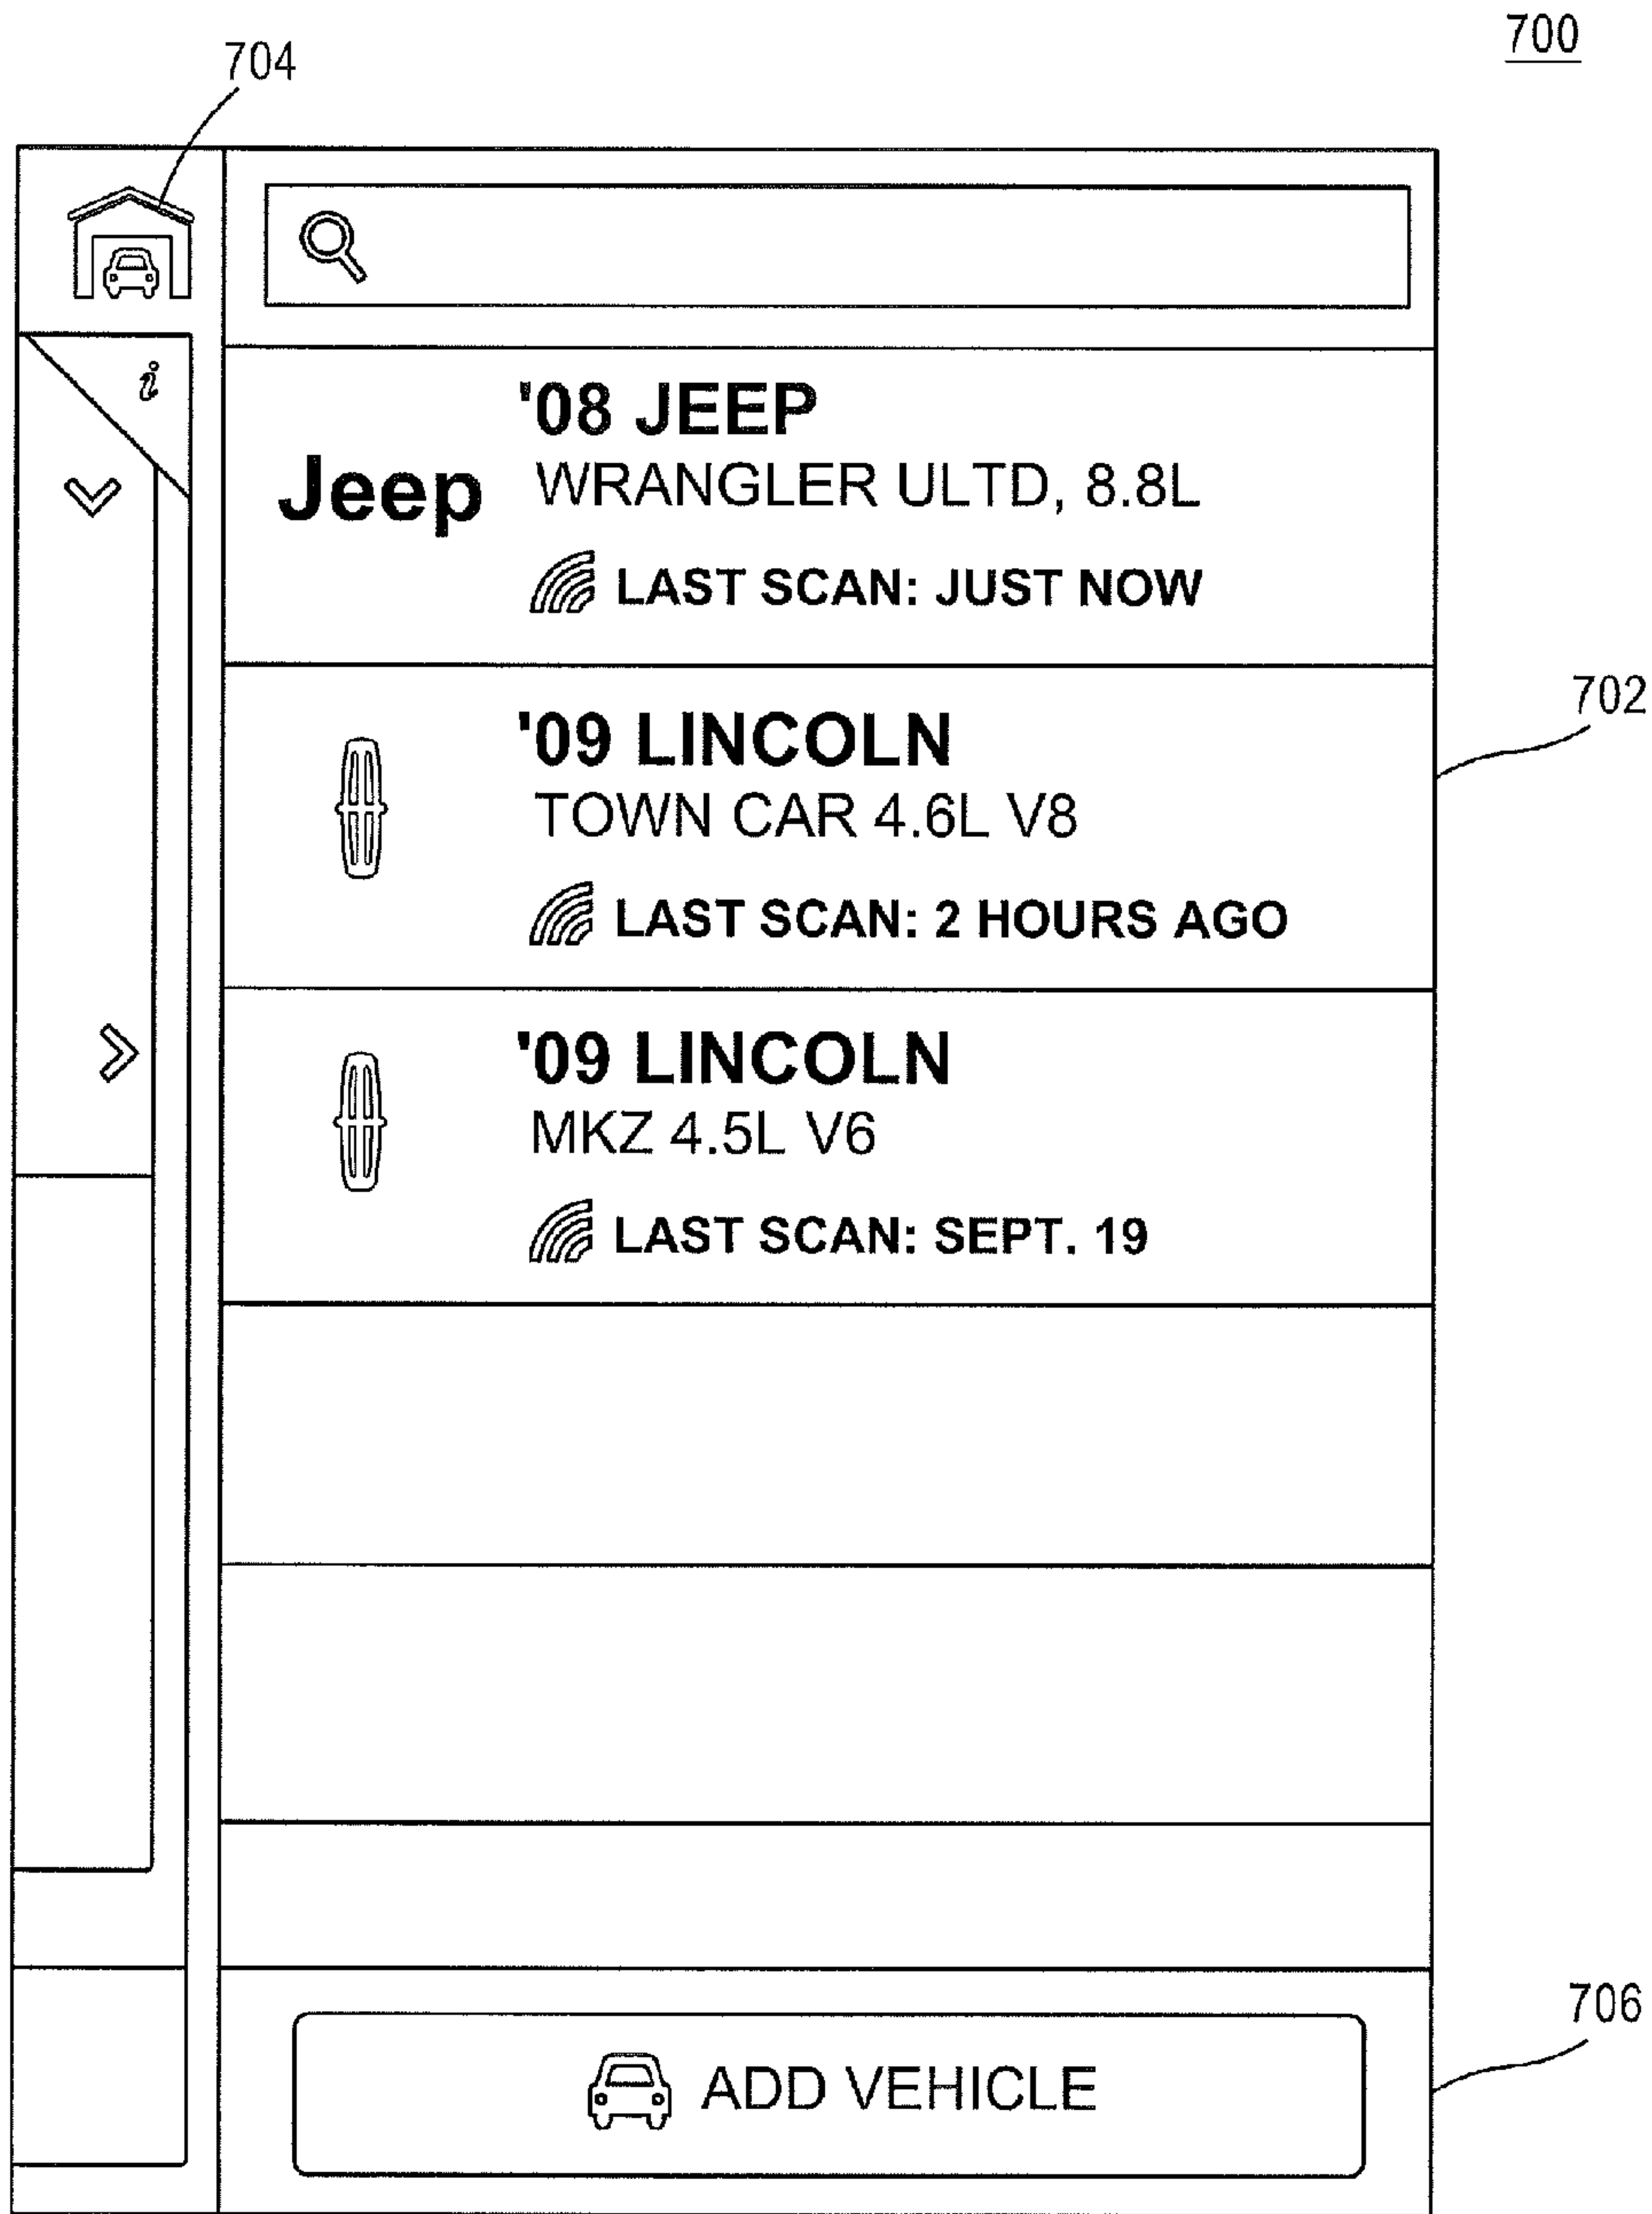 700
704
i
'08 JEEP
Jeep
WRANGLER ULTD, 8.8L
LAST SCAN: JUST NOW
702
'09 LINCOLN
TOWN CAR 4.6L V8
LAST SCAN: 2 HOURS AGO
'09 LINCOLN
MKZ 4.5L V6
LAST SCAN: SEPT. 19
706
ADD VEHICLE